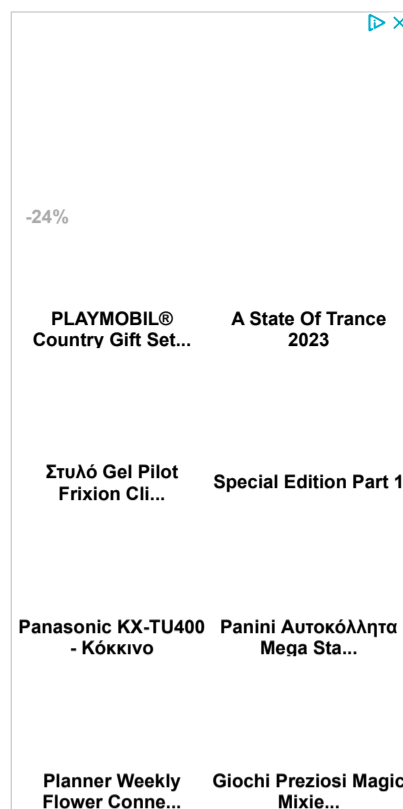 -24%
PLAYMOBIL®
Country Gift Set...
A State Of Trance
2023
Στυλό Gel Pilot
Frixion Cli...
Special Edition Part 1
Panasonic KX-TU400
- Κόκκινο
Panini Αυτοκόλλητα
Mega Sta...
Planner Weekly
Flower Conne...
Giochi Preziosi Magic
Mixie...